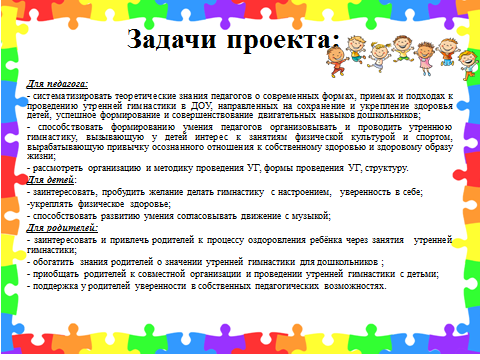 Задачи проекта:
Для педагога:
- систематизировать теоретические знания педагогов о современных формах, приемах и подходах к
проведению утренней гимнастики в ДОУ, направленных на сохранение и укрепление здоровья
детей, успешное формирование и совершенствование двигательных навыков дошкольников;
- способствовать формированию умения педагогов организовывать и проводить утреннюю
гимнастику, вызывающую у детей интерес к занятиям физической культурой и спортом,
вырабатывающую привычку осознанного отношения к собственному здоровью и здоровому образу
жизни;
- рассмотреть организацию и методику проведения УГ, формы проведения УГ, структуру.
Для детей:
- заинтересовать, пробудить желание делать гимнастику с настроением, уверенность в себе;
-укреплять физическое здоровье;
- способствовать развитию умения согласовывать движение с музыкой;
Для родителей:
- заинтересовать и привлечь родителей к процессу оздоровления ребёнка через занятия утренней
гимнастики;
- обогатить знания родителей о значении утренней гимнастики для дошкольников ;
- приобщать родителей к совместной организации и проведении утренней гимнастик с детьми;
- поддержка у родителей уверенности в собственных педагогических возможностях.